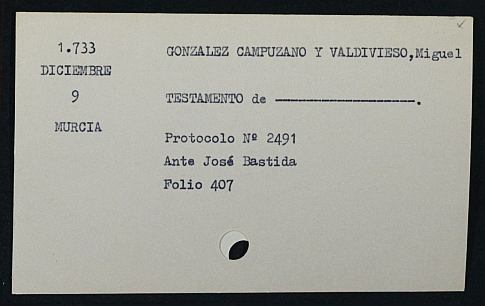 1.733
DICIEMBRE
9
MURCIA
GONZALEZ CAMPUZANO Y VALDIVIESO,Miguel
TESTAMENTO de ——————————.
Protocolo Nº 2491
Ante José Bastida
Folio 407